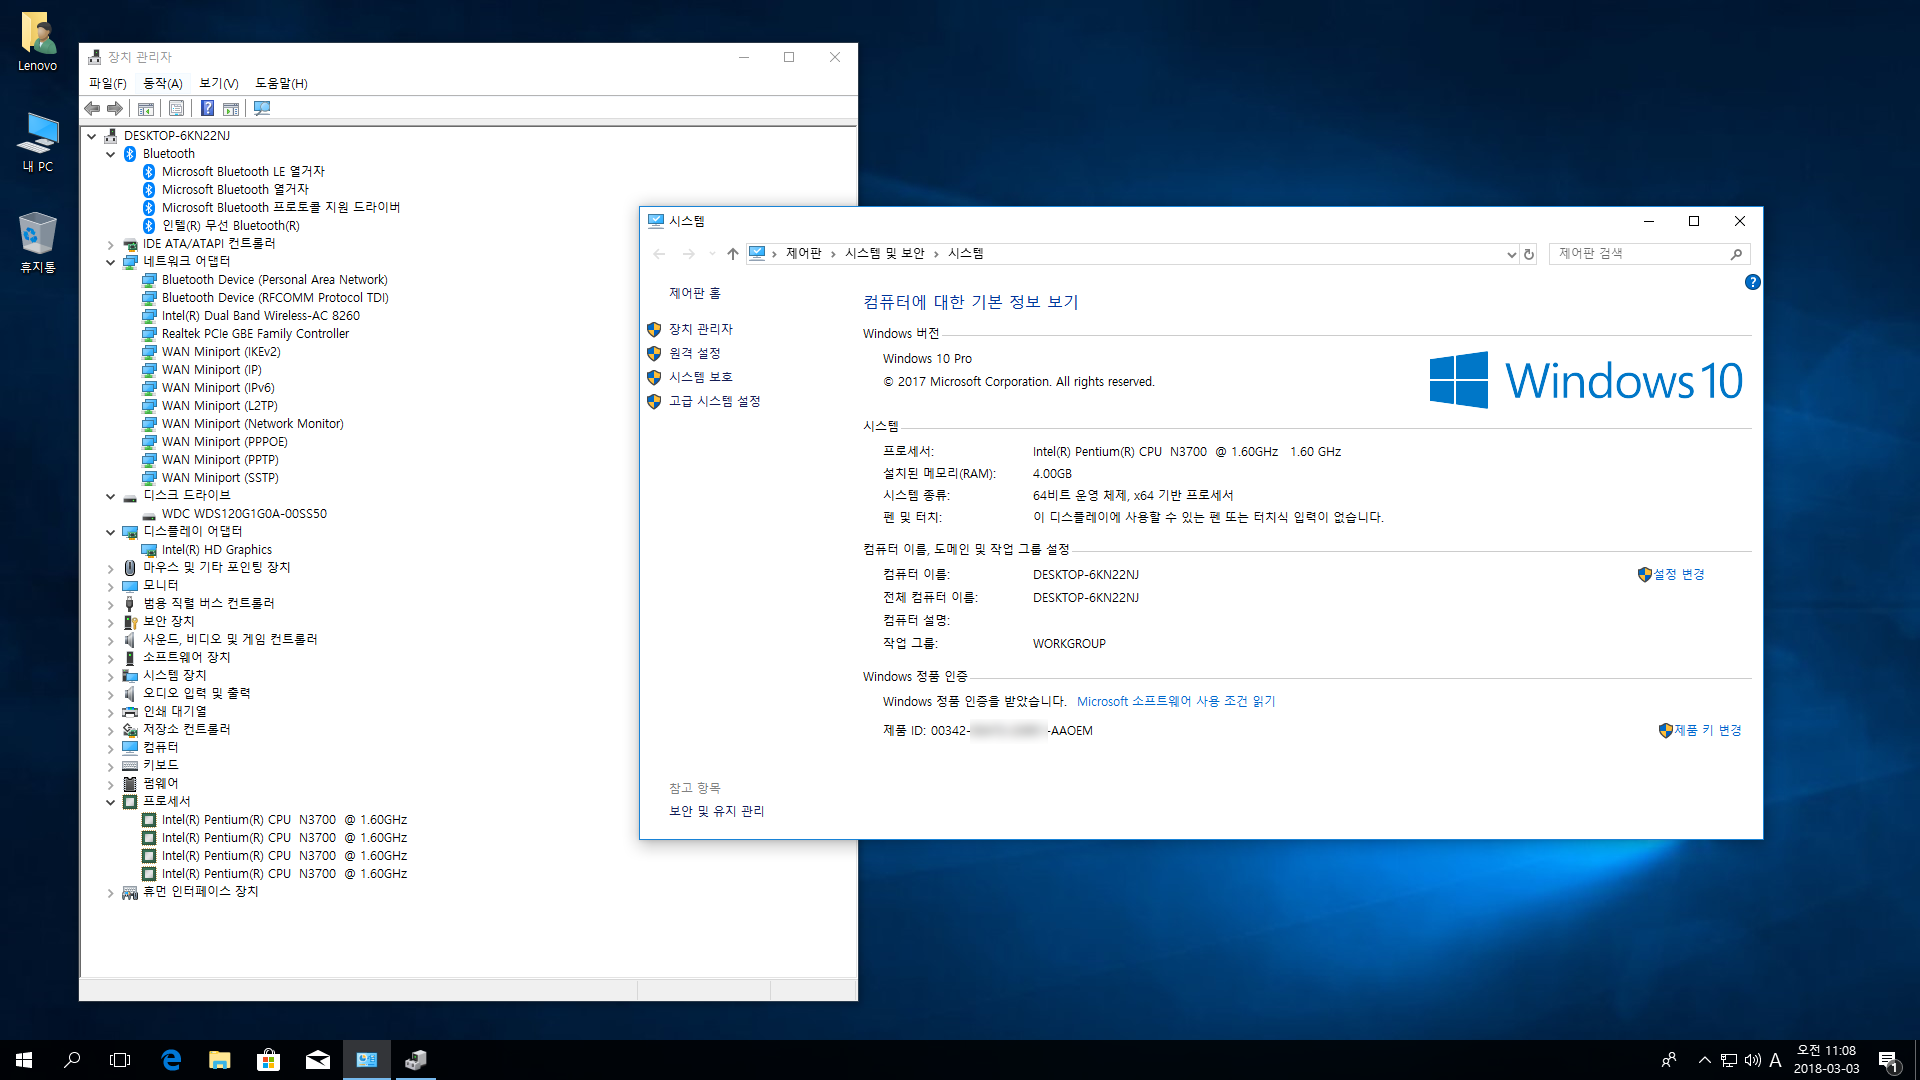 Lenovo
내 PC
휴지통
장치 관리자
파일(F) 동작(A) 보기(V) 도움말(H)
DESKTOP-6KN22NJ
Bluetooth
Microsoft Bluetooth LE 열거자
Microsoft Bluetooth 열거자
Microsoft Bluetooth 프로토콜 지원 드라이버
인텔(R) 무선 Bluetooth(R)
IDE ATA/ATAPI 컨트롤러
네트워크 어댑터
Bluetooth Device (Personal Area Network)
Bluetooth Device (RFCOMM Protocol TDI)
Intel(R) Dual Band Wireless-AC 8260
Realtek PCIe GBE Family Controller
WAN Miniport (IKEv2)
WAN Miniport (IP)
WAN Miniport (IPv6)
WAN Miniport (L2TP)
WAN Miniport (Network Monitor)
WAN Miniport (PPPOE)
WAN Miniport (PPTP)
WAN Miniport (SSTP)
디스크 드라이브
WDC WDS120G1G0A-00SS50
디스플레이 어댑터
Intel(R) HD Graphics
마우스 및 기타 포인팅 장치
모니터
범용 직렬 버스 컨트롤러
보안 장치
사운드, 비디오 및 게임 컨트롤러
소프트웨어 장치
시스템 장치
오디오 입력 및 출력
인쇄 대기열
저장소 컨트롤러
컴퓨터
키보드
펌웨어
프로세서
Intel(R) Pentium(R) CPU N3700 @ 1.60GHz
Intel(R) Pentium(R) CPU N3700 @ 1.60GHz
Intel(R) Pentium(R) CPU N3700 @ 1.60GHz
Intel(R) Pentium(R) CPU N3700 @ 1.60GHz
휴먼 인터페이스 장치
시스템
제어판 > 시스템 및 보안 > 시스템
제어판 검색
제어판 홈
장치 관리자
원격 설정
시스템 보호
고급 시스템 설정
참고 항목
보안 및 유지 관리
컴퓨터에 대한 기본 정보 보기
Windows 버전
Windows 10 Pro
© 2017 Microsoft Corporation. All rights reserved.
Windows 10
시스템
프로세서: Intel(R) Pentium(R) CPU N3700 @ 1.60GHz 1.60 GHz
설치된 메모리(RAM): 4.00GB
시스템 종류: 64비트 운영 체제, x64 기반 프로세서
펜 및 터치: 이 디스플레이에 사용할 수 있는 펜 또는 터치식 입력이 없습니다.
컴퓨터 이름, 도메인 및 작업 그룹 설정
컴퓨터 이름: DESKTOP-6KN22NJ 설정 변경
전체 컴퓨터 이름: DESKTOP-6KN22NJ
컴퓨터 설명:
작업 그룹: WORKGROUP
Windows 정품 인증
Windows 정품 인증을 받았습니다. Microsoft 소프트웨어 사용 조건 읽기
제품 ID: 00342- -AAOEM 제품 키 변경
A
오전 11:08
2018-03-03
1